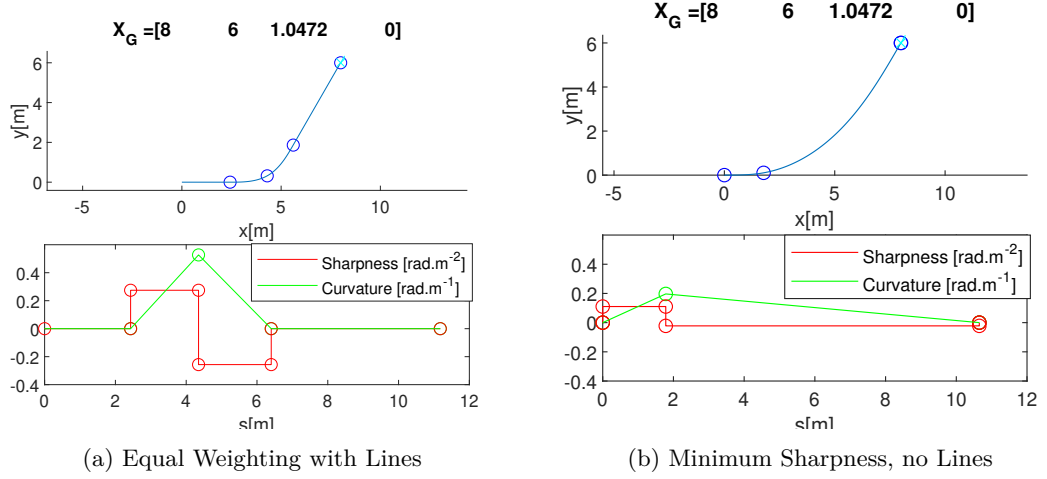 X_G =[8 6 1.0472 0]
y[m]
6
4
2
0
-5 0 5 10
x[m]
Sharpness [rad.m^-2]
Curvature [rad.m^-1]
0.4
0.2
0
-0.2
-0.4
0 2 4 6 8 10 12
s[m]
(a) Equal Weighting with Lines
X_G =[8 6 1.0472 0]
y[m]
6
4
2
0
-5 0 5 10
x[m]
Sharpness [rad.m^-2]
Curvature [rad.m^-1]
0.4
0.2
0
-0.2
-0.4
0 2 4 6 8 10 12
s[m]
(b) Minimum Sharpness, no Lines